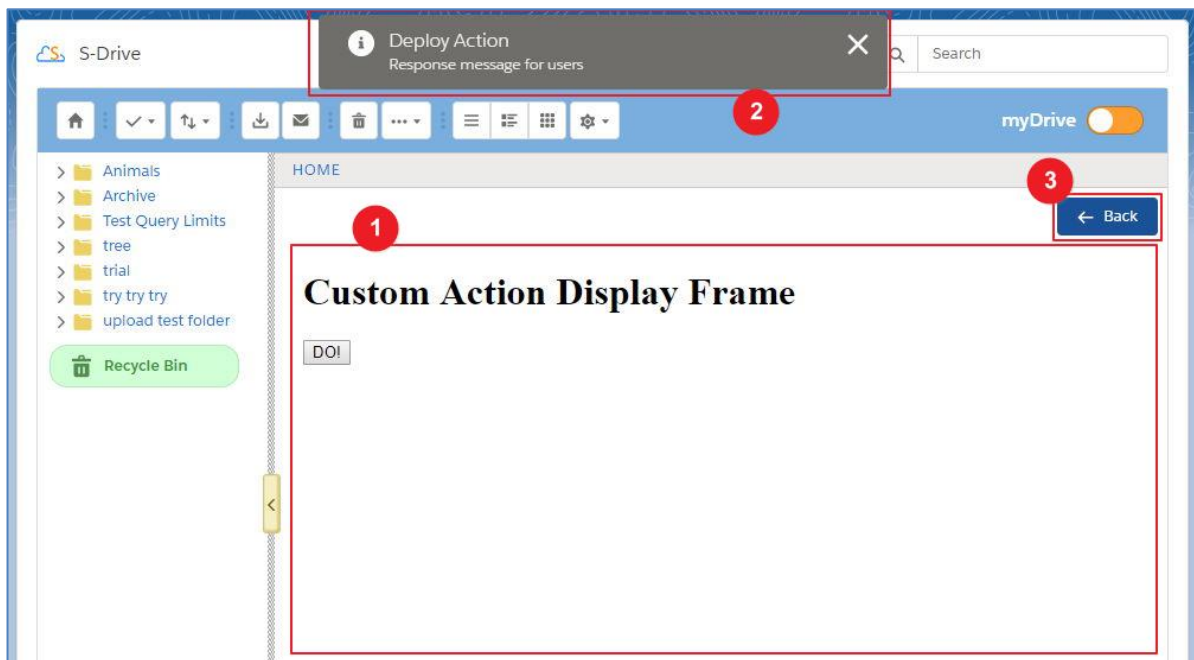 S-Drive
Deploy Action
Response message for users
Search
2
myDrive
Animals
Archive
Test Query Limits
tree
trial
try try try
upload test folder
Recycle Bin
HOME
3
← Back
1
Custom Action Display Frame
DO!